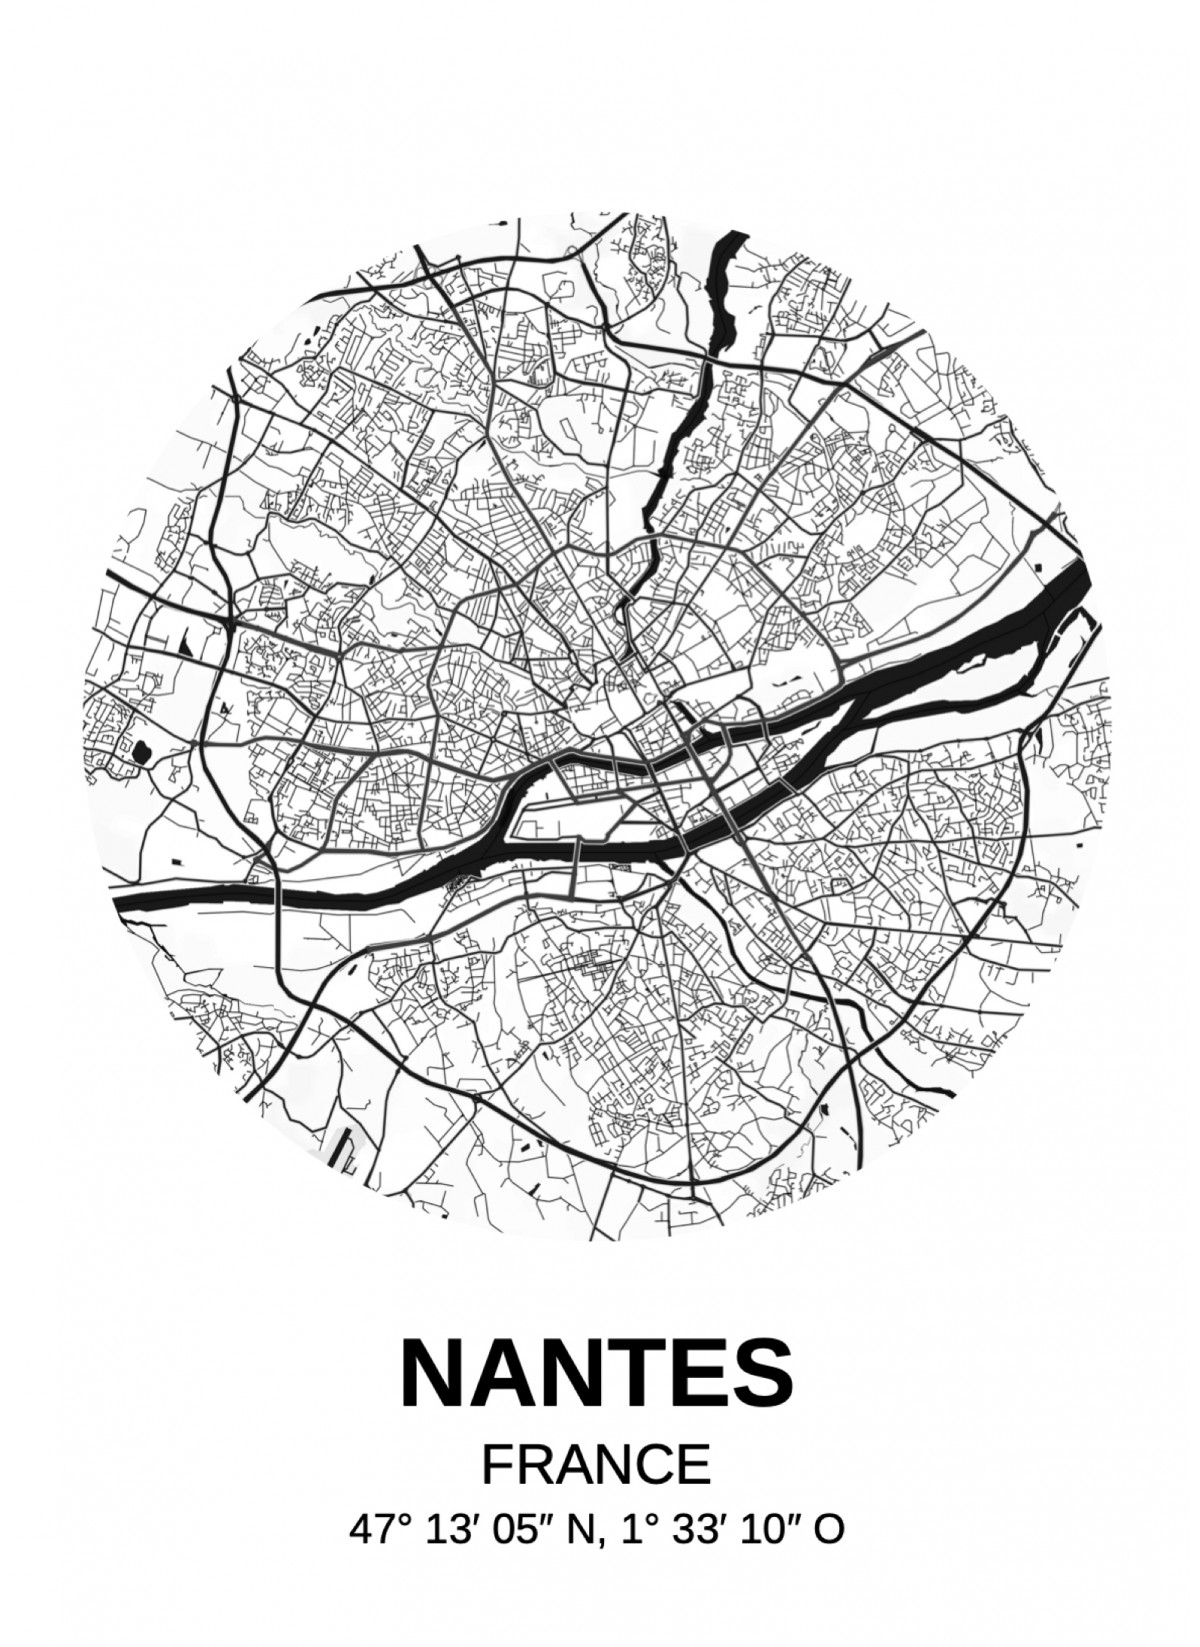 NANTES
FRANCE
47° 13′ 05″ N, 1° 33′ 10″ O